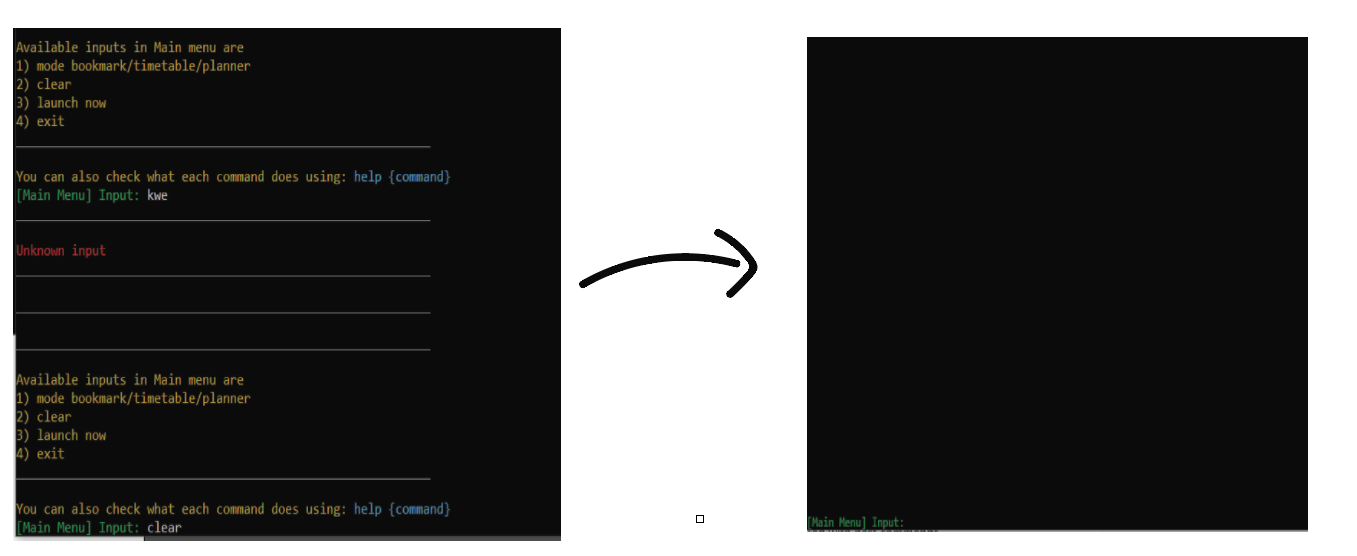 Available inputs in Main menu are
1) mode bookmark/timetable/planner
2) clear
3) launch now
4) exit
You can also check what each command does using: help {command}
[Main Menu] Input: kwe
Unknown input
Available inputs in Main menu are
1) mode bookmark/timetable/planner
2) clear
3) launch now
4) exit
You can also check what each command does using: help {command}
[Main Menu] Input: clear
[Main Menu] Input: